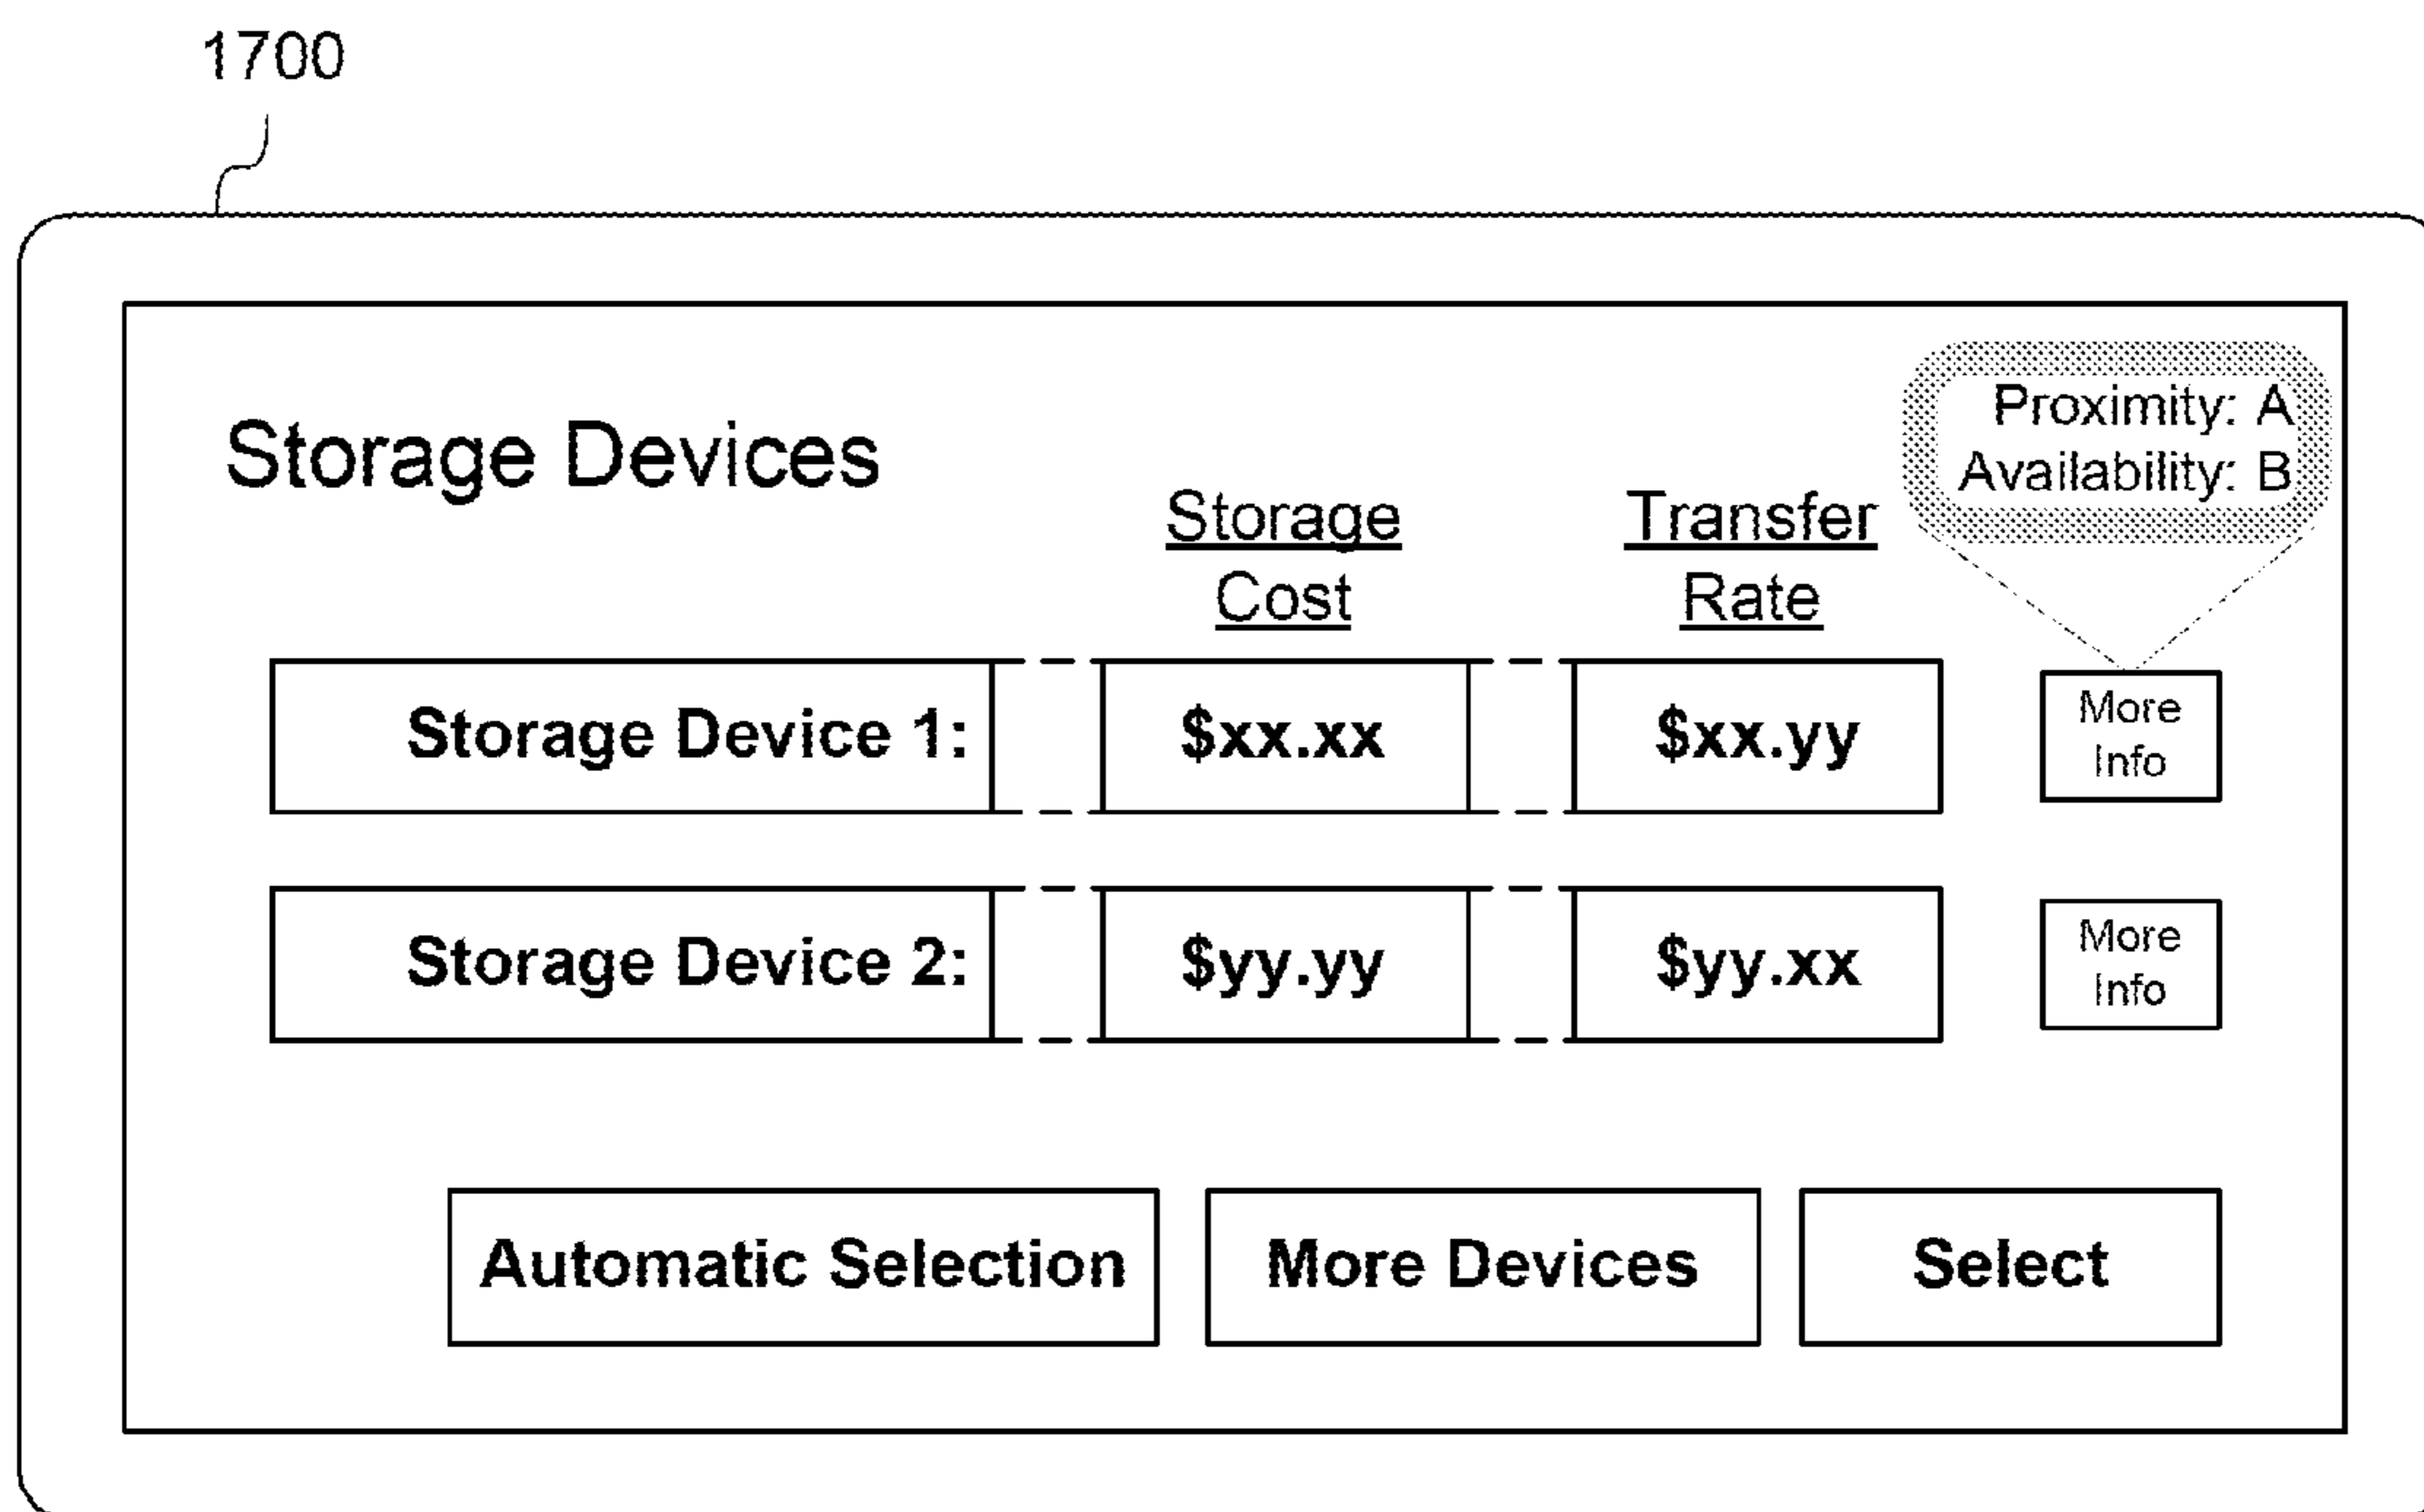 1700
Proximity: A
Availability: B
Storage Devices
Storage Cost
Transfer Rate
Storage Device 1: $xx.xx $xx.yy More Info
Storage Device 2: $yy.yy $yy.xx More Info
Automatic Selection More Devices Select